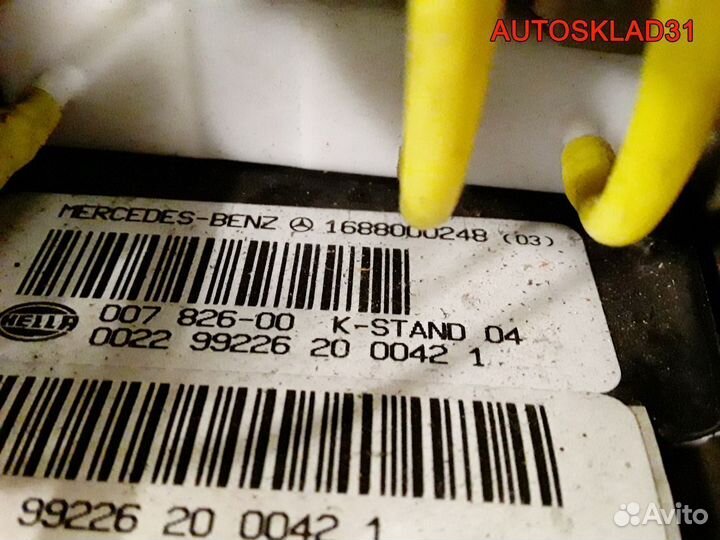 AUTOSKLAD31
MERCEDES-BENZ 1688000248 (03)
HELLA
007 826-00 K-STAND 04
0022 99226 20 0042 1
99226 20 0042 1
Avito